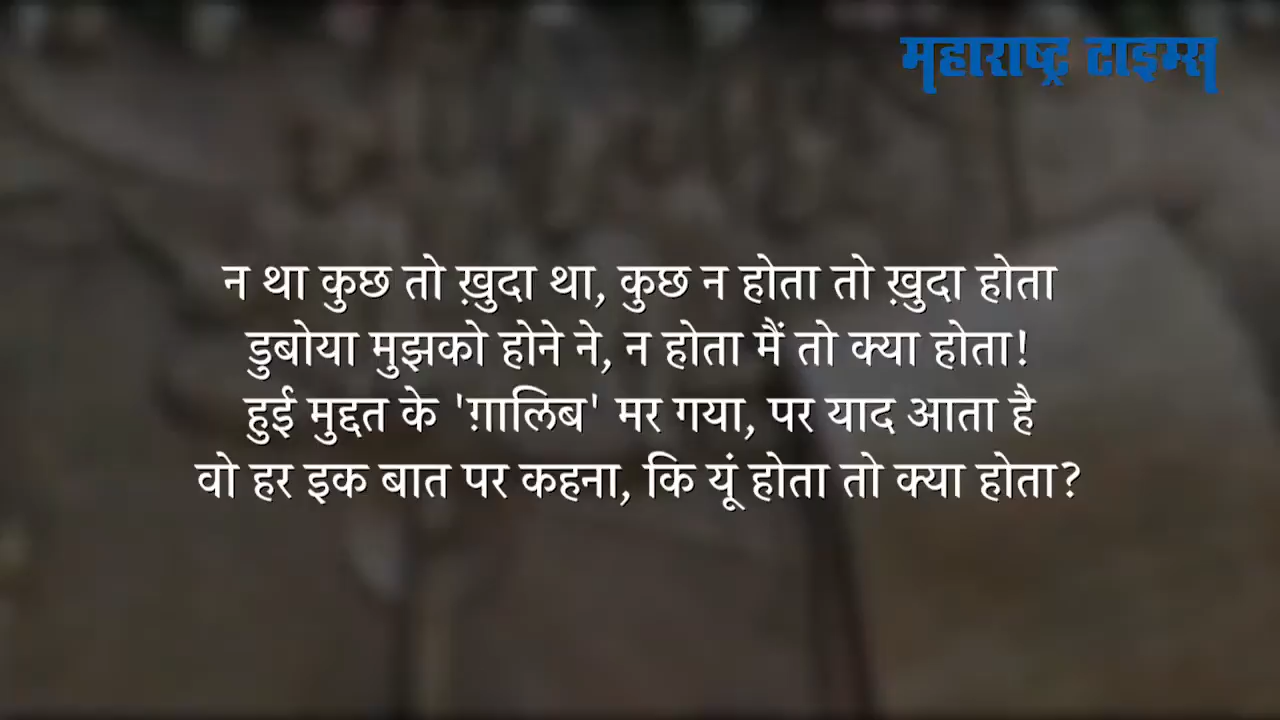 महाराष्ट्र टाइम्स
न था कुछ तो ख़ुदा था, कुछ न होता तो ख़ुदा होता
डुबोया मुझको होने ने, न होता मैं तो क्या होता!
हुई मुद्दत के 'ग़ालिब' मर गया, पर याद आता है
वो हर इक बात पर कहना, कि यूं होता तो क्या होता?